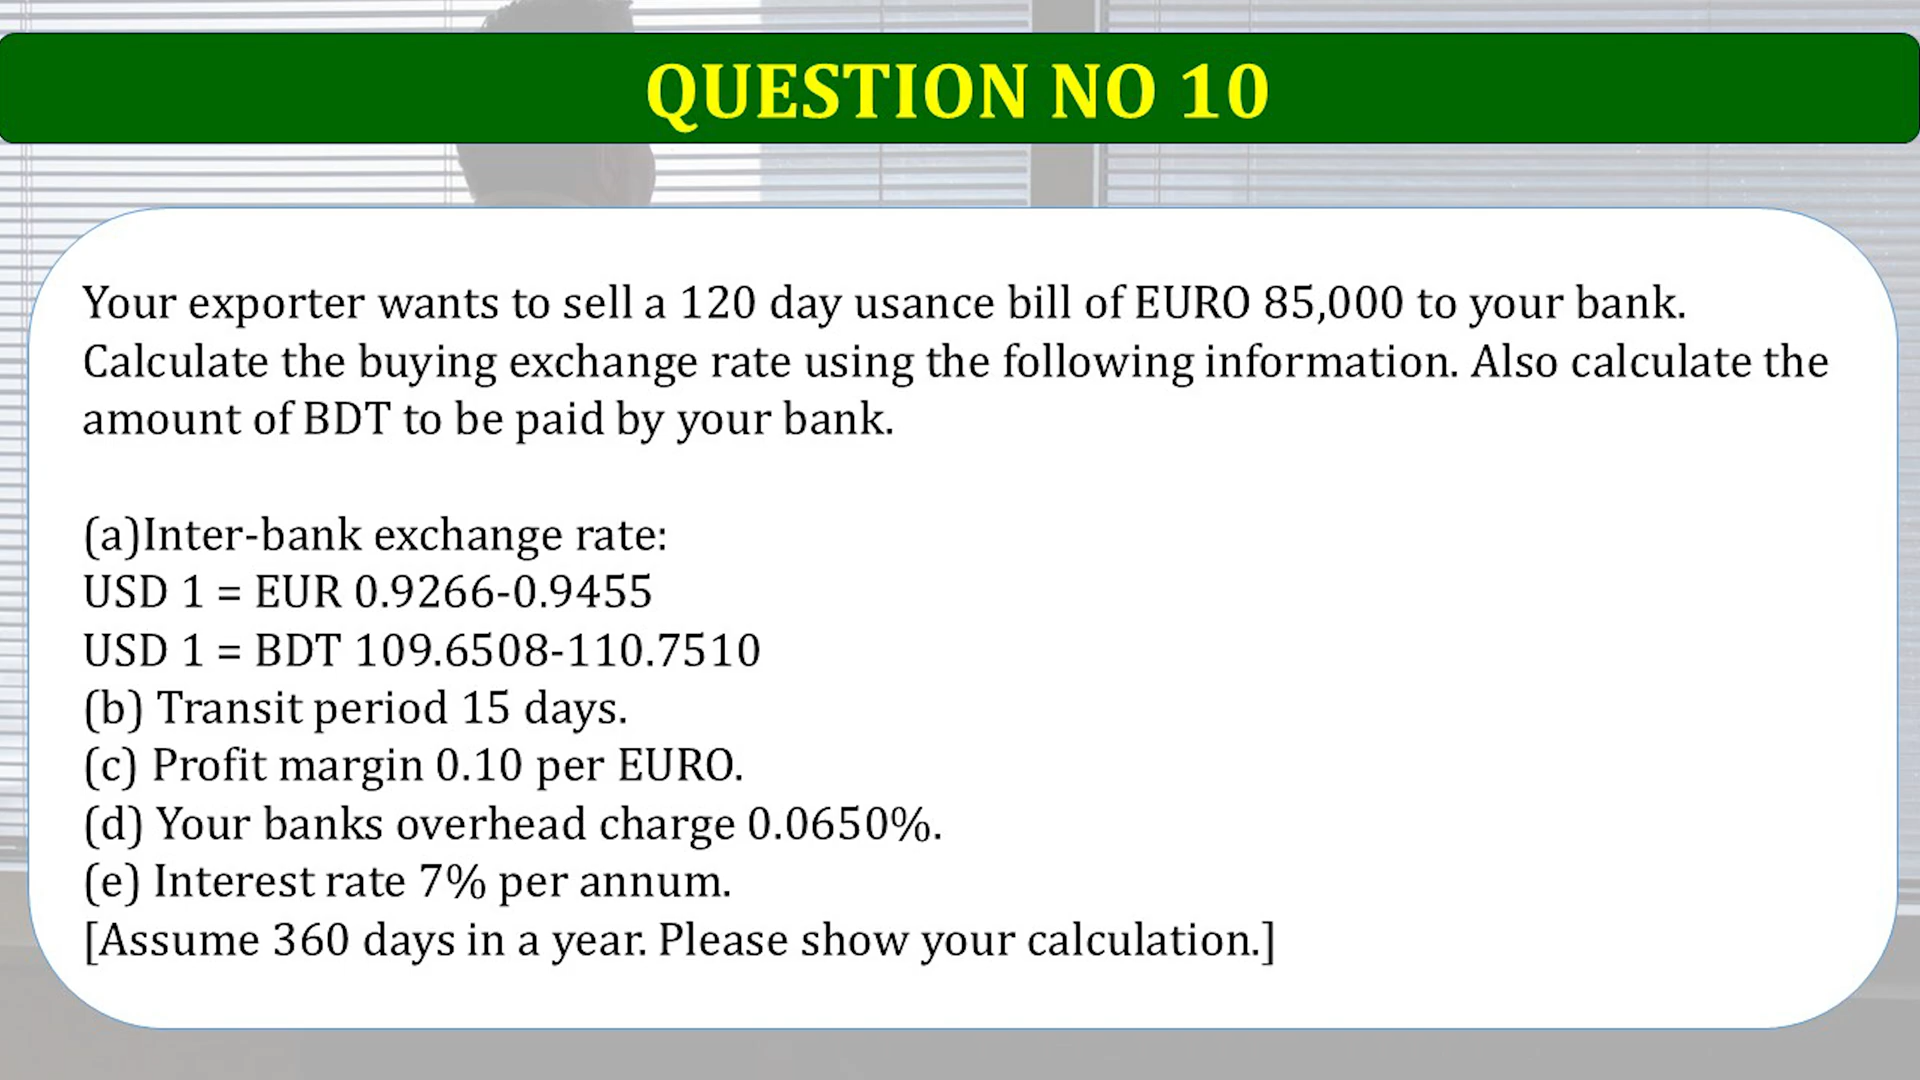 QUESTION NO 10
Your exporter wants to sell a 120 day usance bill of EURO 85,000 to your bank.
Calculate the buying exchange rate using the following information. Also calculate the
amount of BDT to be paid by your bank.
(a)Inter-bank exchange rate:
USD 1 = EUR 0.9266-0.9455
USD 1 = BDT 109.6508-110.7510
(b) Transit period 15 days.
(c) Profit margin 0.10 per EURO.
(d) Your banks overhead charge 0.0650%.
(e) Interest rate 7% per annum.
[Assume 360 days in a year. Please show your calculation.]